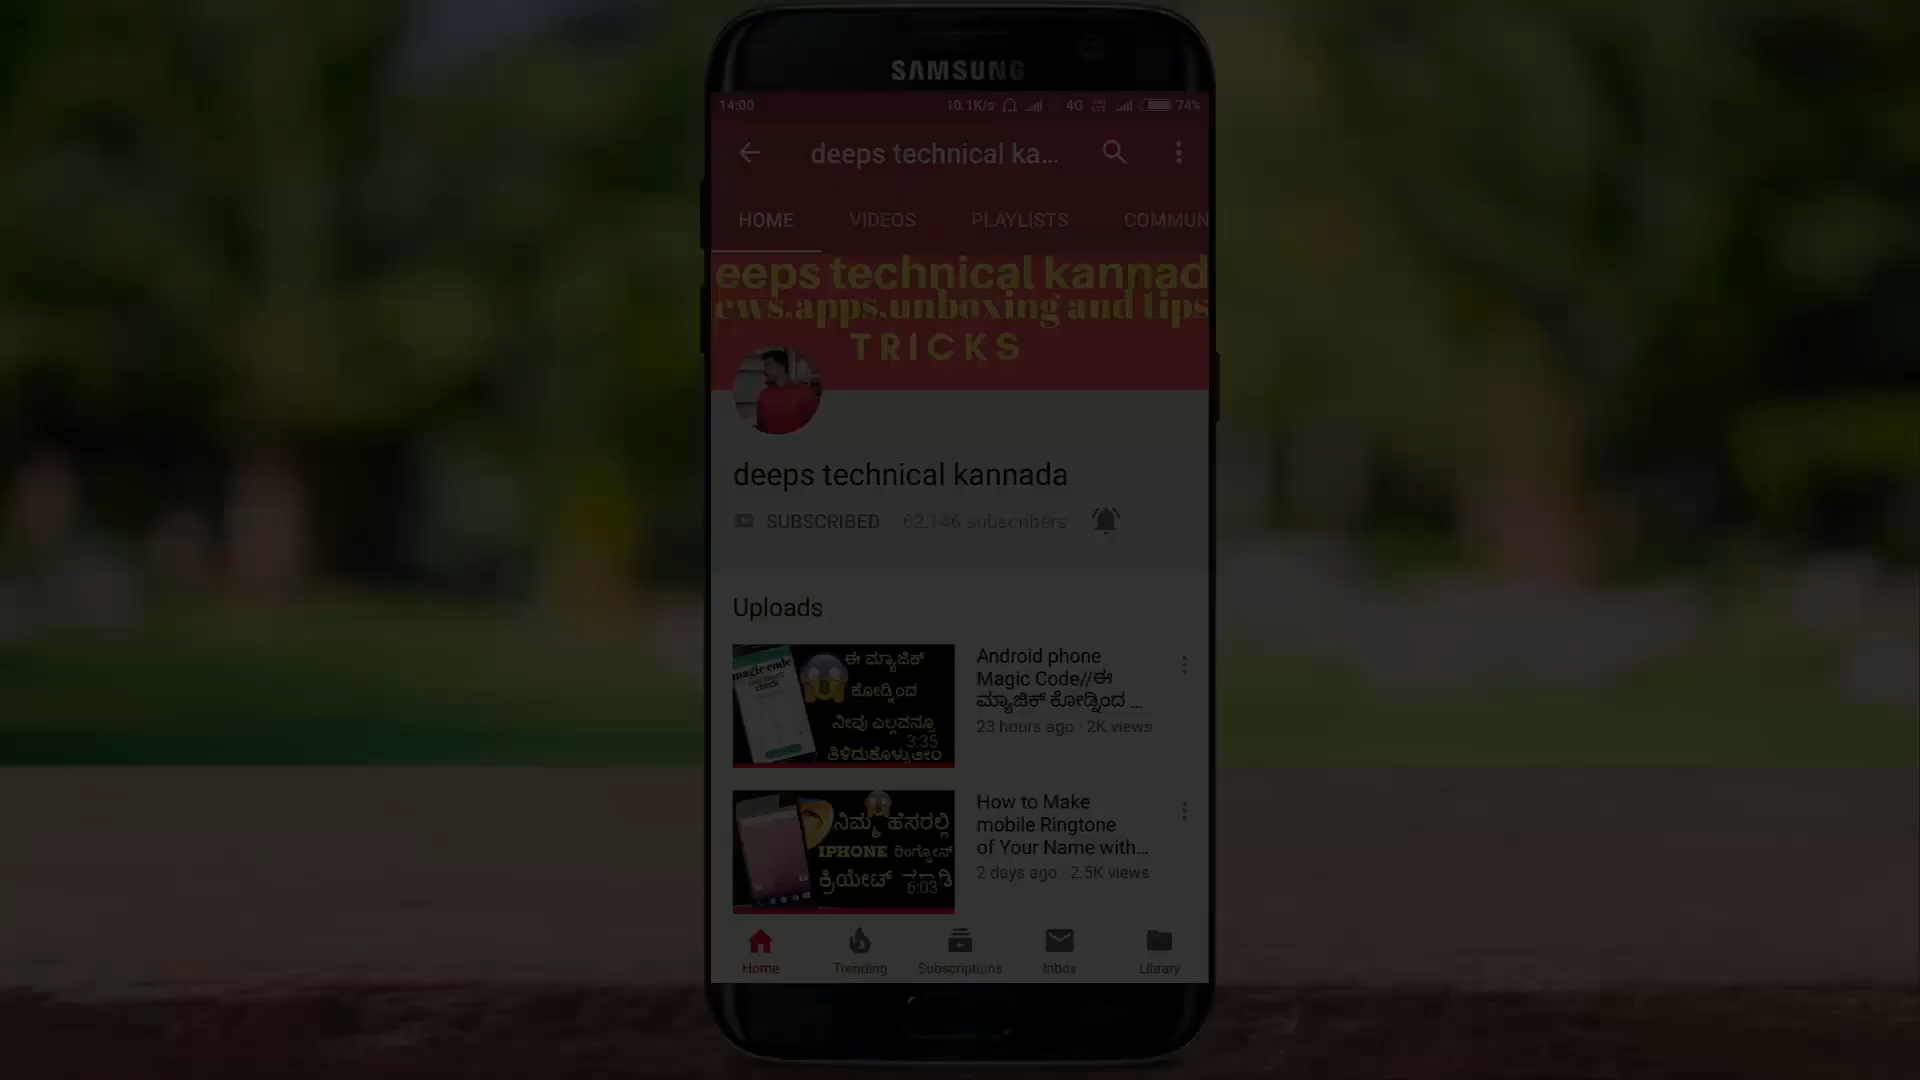 SAMSUNG
14:00
10.1K/s 4G 74%
deeps technical ka...
HOME VIDEOS PLAYLISTS COMMUN
eeps technical kannad
ews.apps.unboxing and tips
TRICKS
deeps technical kannada
SUBSCRIBED 62,146 subscribers
Uploads
magic code
ಈ ಮ್ಯಾಜಿಕ್
ಕೋಡ್ನಿಂದ
ನೀವು ಎಲ್ಲವನ್ನೂ
3:35
Android phone
Magic Code//ಈ
ಮ್ಯಾಜಿಕ್ ಕೋಡ್ನಿಂದ ...
23 hours ago · 2K views
ನಿಮ್ಮ ಹೆಸರಲ್ಲಿ
IPHONE ರಿಂಗ್ಟೋನ್
ಕ್ರಿಯೇಟ್ ಮಾಡಿ
6:03
How to Make
mobile Ringtone
of Your Name with...
2 days ago · 2.5K views
Home Trending Subscriptions Inbox Library